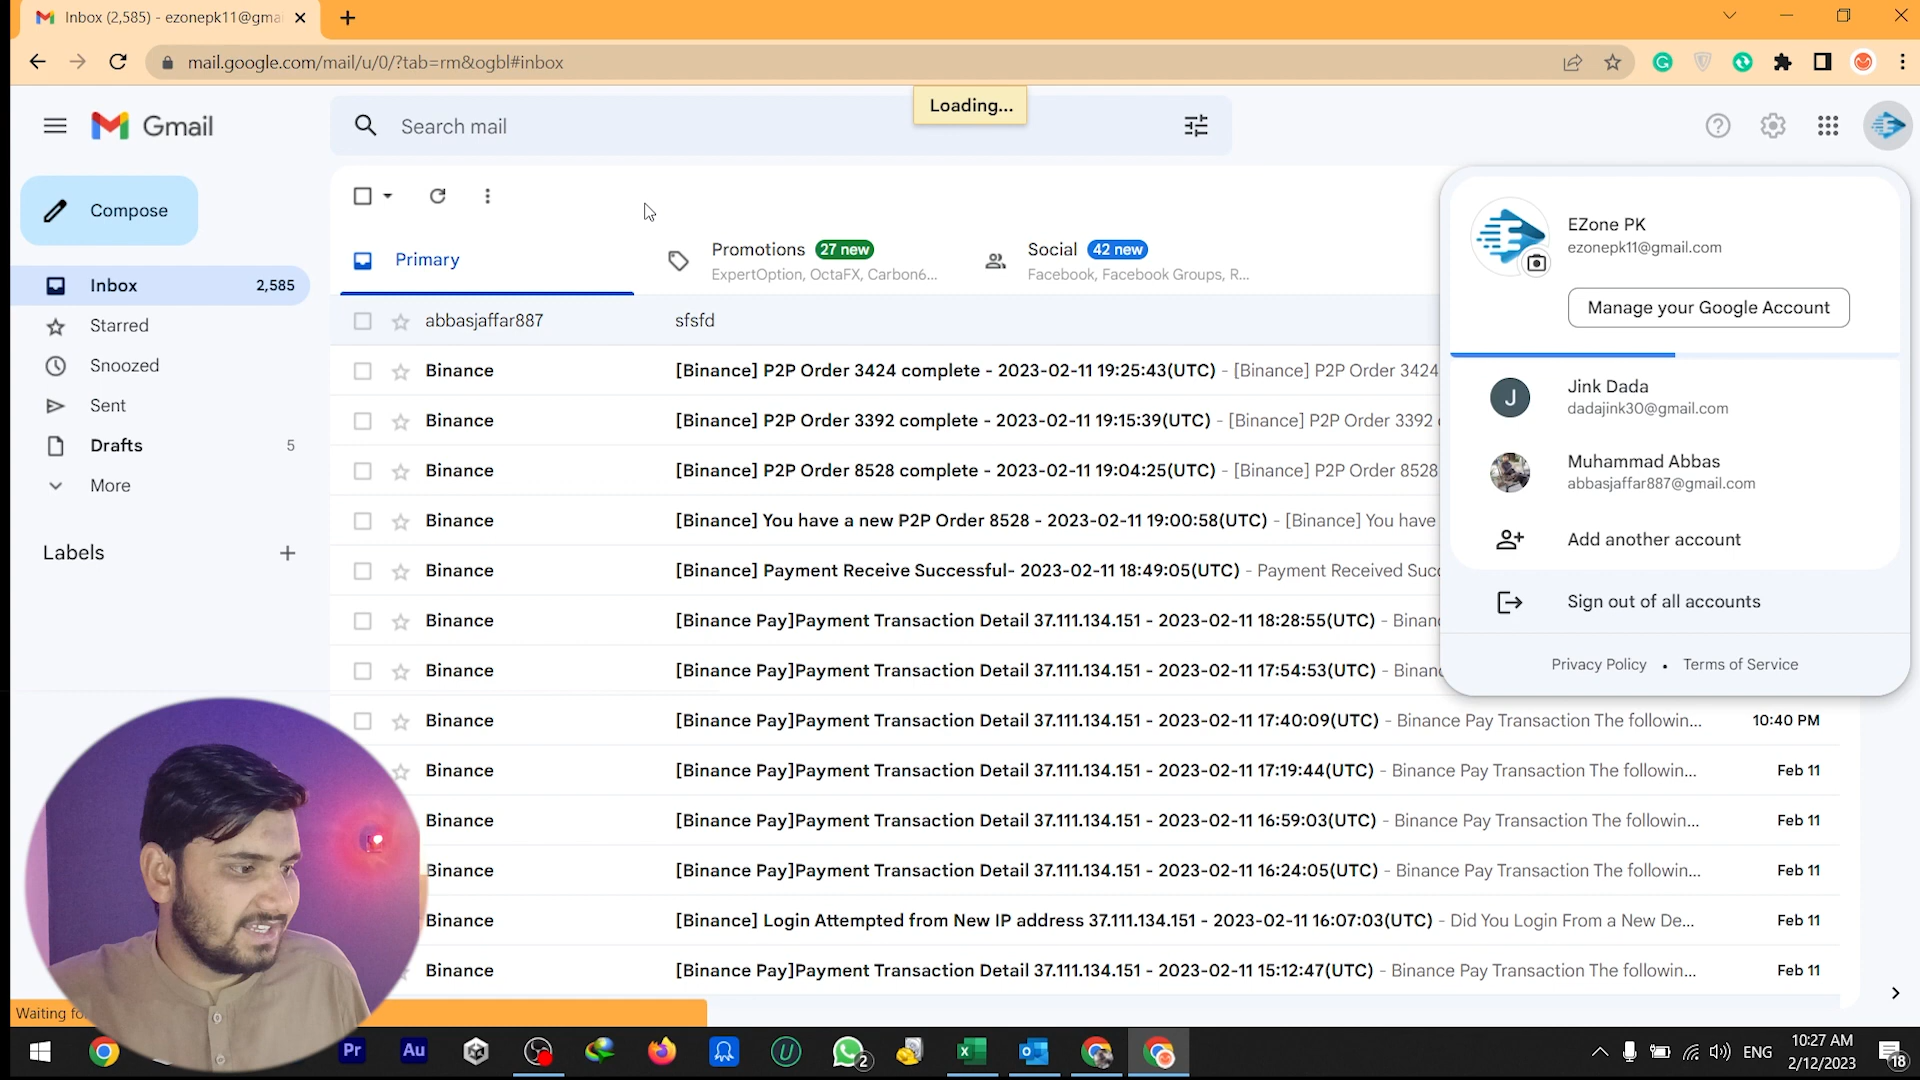 Inbox (2,585) - ezonepk11@gma
mail.google.com/mail/u/0/?tab=rm&ogbl#inbox
Loading...
Gmail
Search mail
Compose
Inbox 2,585
Starred
Snoozed
Sent
Drafts 5
More
Labels
Primary
Promotions 27 new
ExpertOption, OctaFX, Carbon6...
Social 42 new
Facebook, Facebook Groups, R...
abbasjaffar887 sfsfd
Binance [Binance] P2P Order 3424 complete - 2023-02-11 19:25:43(UTC) - [Binance] P2P Order 3424
Binance [Binance] P2P Order 3392 complete - 2023-02-11 19:15:39(UTC) - [Binance] P2P Order 3392
Binance [Binance] P2P Order 8528 complete - 2023-02-11 19:04:25(UTC) - [Binance] P2P Order 8528
Binance [Binance] You have a new P2P Order 8528 - 2023-02-11 19:00:58(UTC) - [Binance] You have
Binance [Binance] Payment Receive Successful- 2023-02-11 18:49:05(UTC) - Payment Received Succ
Binance [Binance Pay]Payment Transaction Detail 37.111.134.151 - 2023-02-11 18:28:55(UTC) - Binan
Binance [Binance Pay]Payment Transaction Detail 37.111.134.151 - 2023-02-11 17:54:53(UTC) - Binan
Binance [Binance Pay]Payment Transaction Detail 37.111.134.151 - 2023-02-11 17:40:09(UTC) - Binance Pay Transaction The followin... 10:40 PM
Binance [Binance Pay]Payment Transaction Detail 37.111.134.151 - 2023-02-11 17:19:44(UTC) - Binance Pay Transaction The followin... Feb 11
Binance [Binance Pay]Payment Transaction Detail 37.111.134.151 - 2023-02-11 16:59:03(UTC) - Binance Pay Transaction The followin... Feb 11
Binance [Binance Pay]Payment Transaction Detail 37.111.134.151 - 2023-02-11 16:24:05(UTC) - Binance Pay Transaction The followin... Feb 11
Binance [Binance] Login Attempted from New IP address 37.111.134.151 - 2023-02-11 16:07:03(UTC) - Did You Login From a New De... Feb 11
Binance [Binance Pay]Payment Transaction Detail 37.111.134.151 - 2023-02-11 15:12:47(UTC) - Binance Pay Transaction The followin... Feb 11
EZone PK
ezonepk11@gmail.com
Manage your Google Account
J
Jink Dada
dadajink30@gmail.com
Muhammad Abbas
abbasjaffar887@gmail.com
Add another account
Sign out of all accounts
Privacy Policy • Terms of Service
Waiting fo
Pr Au 2 ENG
10:27 AM
2/12/2023
18